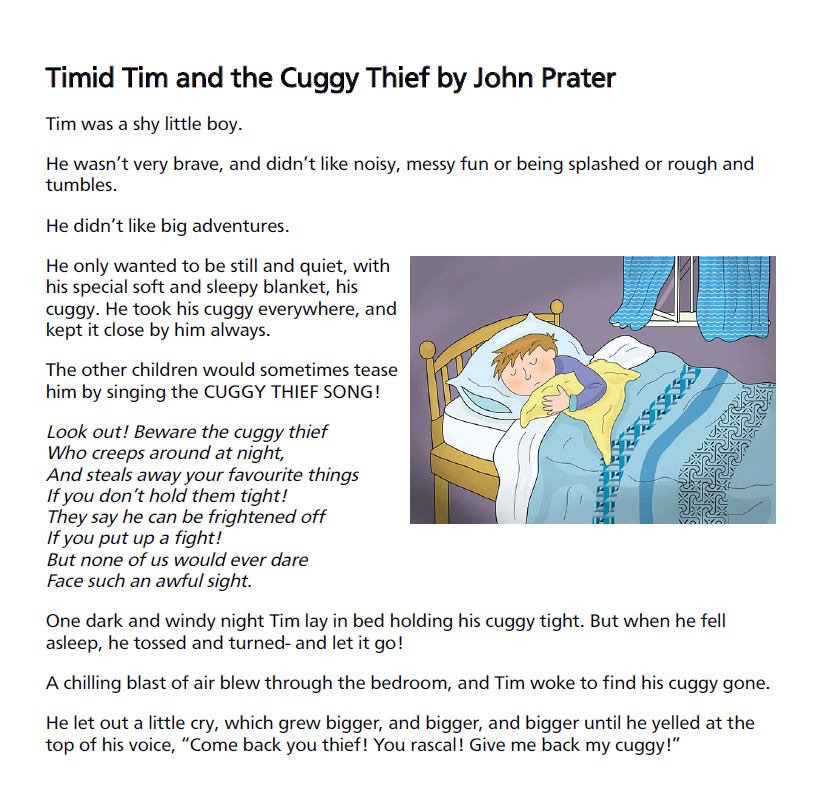 Timid Tim and the Cuggy Thief by John Prater
Tim was a shy little boy.
He wasn’t very brave, and didn’t like noisy, messy fun or being splashed or rough and
tumbles.
He didn’t like big adventures.
He only wanted to be still and quiet, with
his special soft and sleepy blanket, his
cuggy. He took his cuggy everywhere, and
kept it close by him always.
The other children would sometimes tease
him by singing the CUGGY THIEF SONG!
Look out! Beware the cuggy thief
Who creeps around at night,
And steals away your favourite things
If you don’t hold them tight!
They say he can be frightened off
If you put up a fight!
But none of us would ever dare
Face such an awful sight.
One dark and windy night Tim lay in bed holding his cuggy tight. But when he fell
asleep, he tossed and turned- and let it go!
A chilling blast of air blew through the bedroom, and Tim woke to find his cuggy gone.
He let out a little cry, which grew bigger, and bigger, and bigger until he yelled at the
top of his voice, “Come back you thief! You rascal! Give me back my cuggy!”